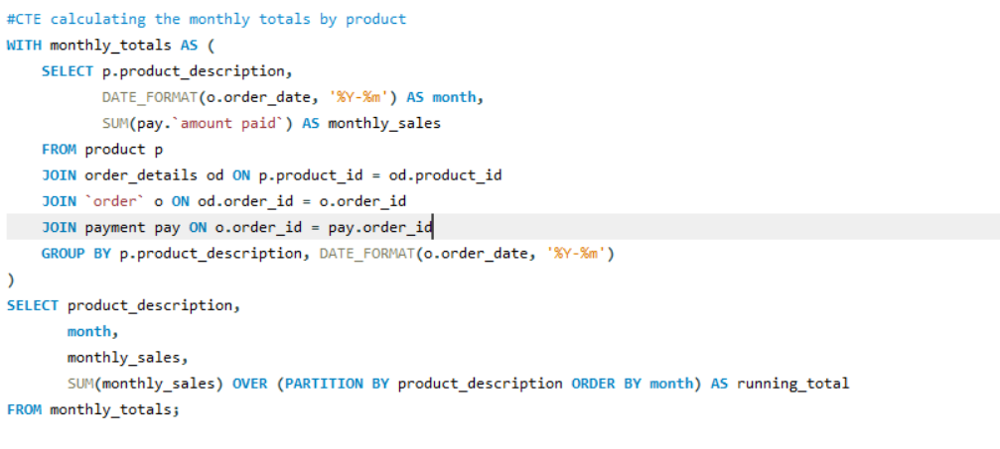 #CTE calculating the monthly totals by product
WITH monthly_totals AS (
    SELECT p.product_description,
           DATE_FORMAT(o.order_date, '%Y-%m') AS month,
           SUM(pay.`amount paid`) AS monthly_sales
    FROM product p
    JOIN order_details od ON p.product_id = od.product_id
    JOIN `order` o ON od.order_id = o.order_id
    JOIN payment pay ON o.order_id = pay.order_id
    GROUP BY p.product_description, DATE_FORMAT(o.order_date, '%Y-%m')
)
SELECT product_description,
       month,
       monthly_sales,
       SUM(monthly_sales) OVER (PARTITION BY product_description ORDER BY month) AS running_total
FROM monthly_totals;